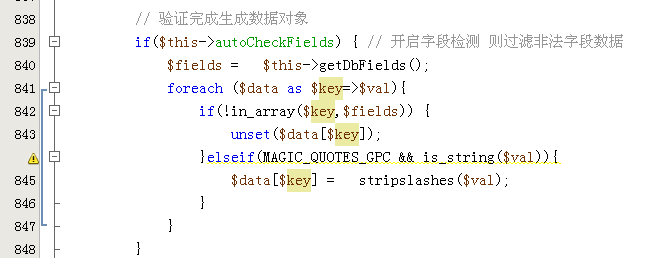 838 // 验证完成生成数据对象
839 if($this->autoCheckFields) { // 开启字段检测 则过滤非法字段数据
840 $fields = $this->getDbFields();
841 foreach ($data as $key=>$val){
842 if(!in_array($key,$fields)) {
843 unset($data[$key]);
}elseif(MAGIC_QUOTES_GPC && is_string($val)){
845 $data[$key] = stripslashes($val);
846 }
847 }
848 }